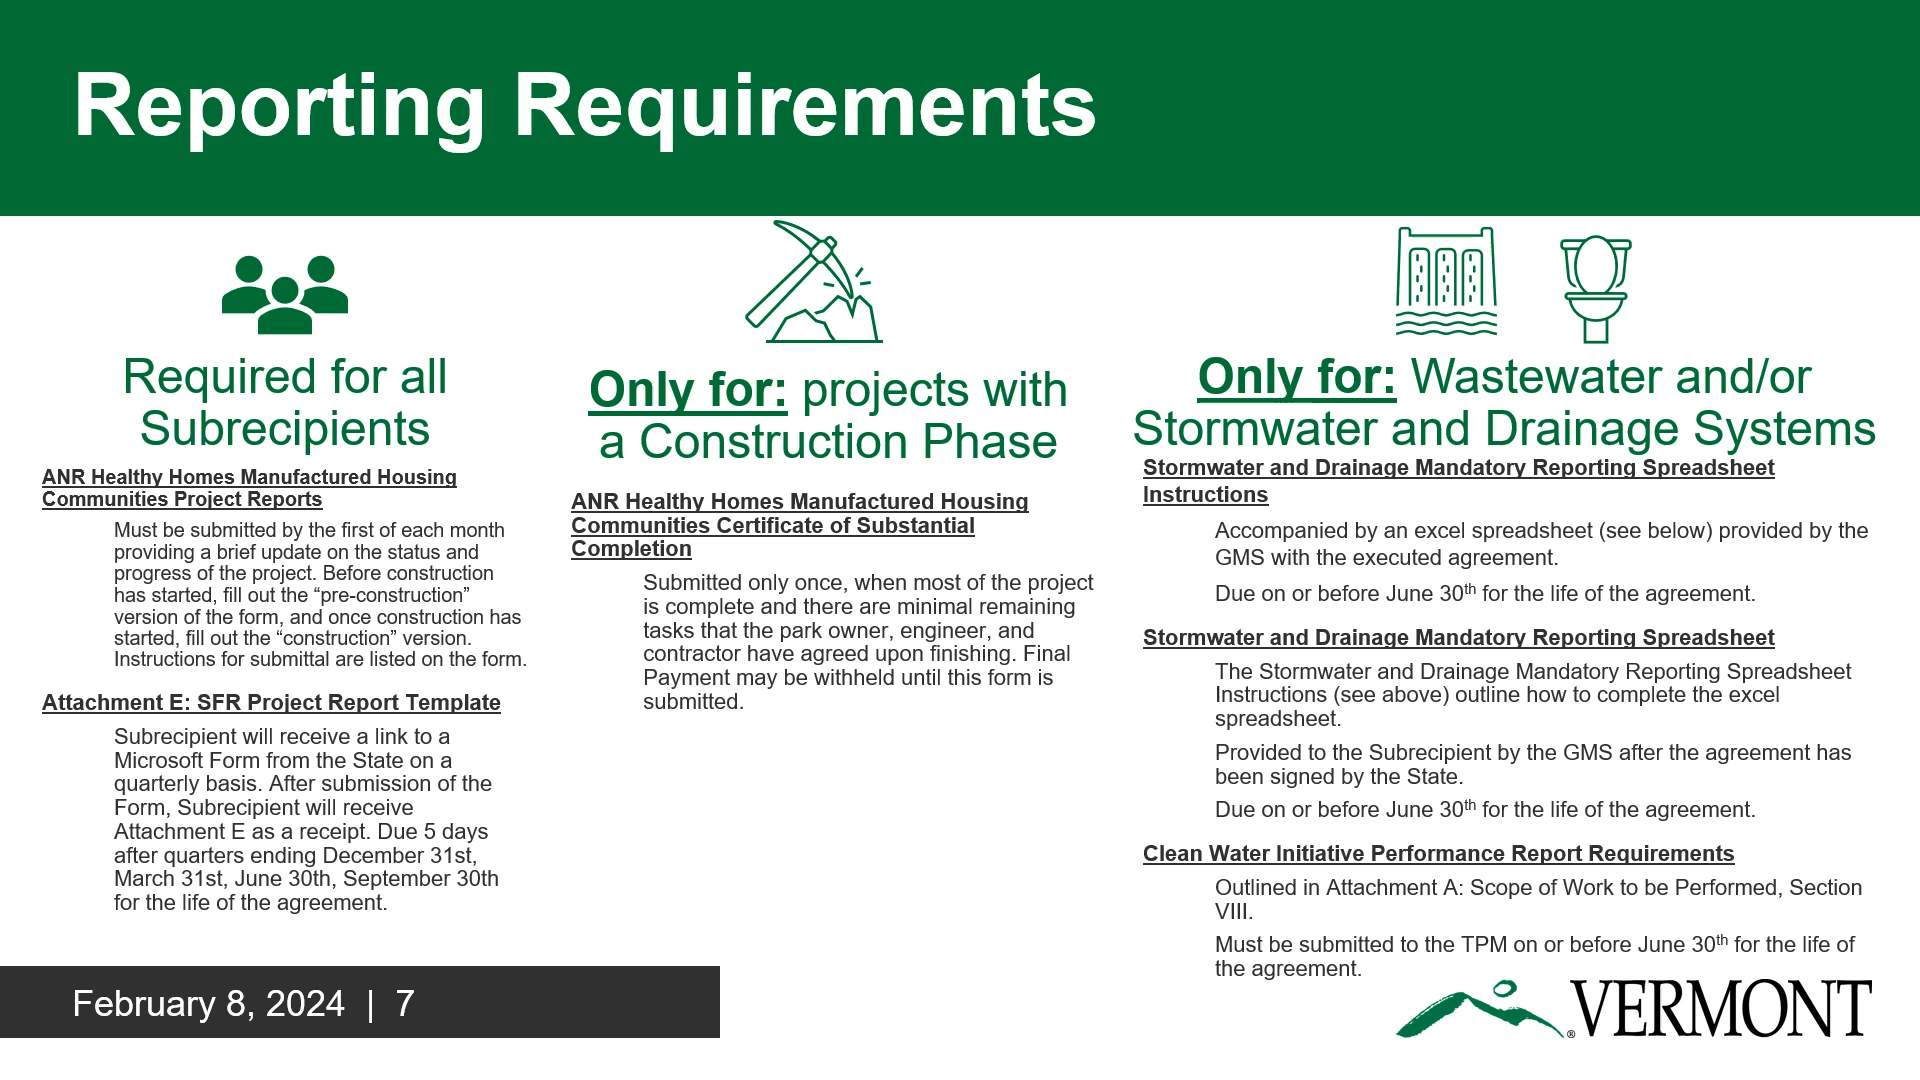 Reporting Requirements
Required for all
Subrecipients
ANR Healthy Homes Manufactured Housing
Communities Project Reports
Must be submitted by the first of each month
providing a brief update on the status and
progress of the project. Before construction
has started, fill out the “pre-construction”
version of the form, and once construction has
started, fill out the “construction” version.
Instructions for submittal are listed on the form.
Attachment E: SFR Project Report Template
Subrecipient will receive a link to a
Microsoft Form from the State on a
quarterly basis. After submission of the
Form, Subrecipient will receive
Attachment E as a receipt. Due 5 days
after quarters ending December 31st,
March 31st, June 30th, September 30th
for the life of the agreement.
Only for: projects with
a Construction Phase
ANR Healthy Homes Manufactured Housing
Communities Certificate of Substantial
Completion
Submitted only once, when most of the project
is complete and there are minimal remaining
tasks that the park owner, engineer, and
contractor have agreed upon finishing. Final
Payment may be withheld until this form is
submitted.
Only for: Wastewater and/or
Stormwater and Drainage Systems
Stormwater and Drainage Mandatory Reporting Spreadsheet
Instructions
Accompanied by an excel spreadsheet (see below) provided by the
GMS with the executed agreement.
Due on or before June 30th for the life of the agreement.
Stormwater and Drainage Mandatory Reporting Spreadsheet
The Stormwater and Drainage Mandatory Reporting Spreadsheet
Instructions (see above) outline how to complete the excel
spreadsheet.
Provided to the Subrecipient by the GMS after the agreement has
been signed by the State.
Due on or before June 30th for the life of the agreement.
Clean Water Initiative Performance Report Requirements
Outlined in Attachment A: Scope of Work to be Performed, Section
VIII.
Must be submitted to the TPM on or before June 30th for the life of
the agreement.
February 8, 2024 | 7
® VERMONT